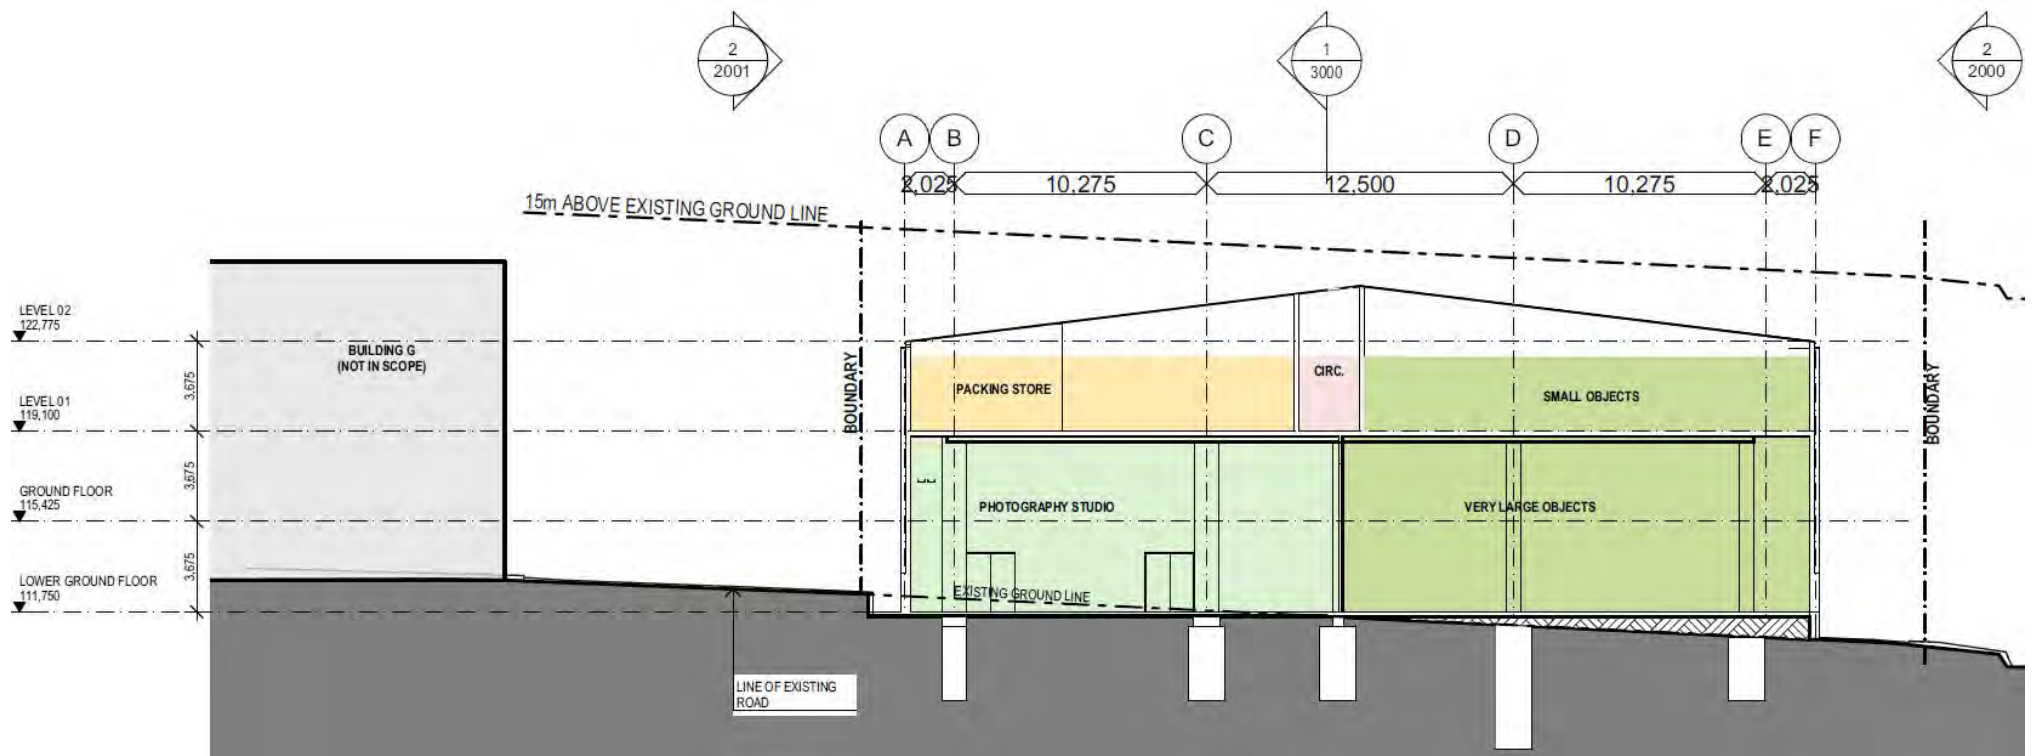 2
2001
1
3000
2
2000
A
B
C
D
E
F
2,025
10,275
12,500
10,275
2,025
15m ABOVE EXISTING GROUND LINE
LEVEL 02
122,775
BUILDING G
(NOT IN SCOPE)
BOUNDARY
PACKING STORE
CIRC.
SMALL OBJECTS
BOUNDARY
3,675
LEVEL 01
119,100
3,675
GROUND FLOOR
115,425
PHOTOGRAPHY STUDIO
VERY LARGE OBJECTS
3,675
LOWER GROUND FLOOR
111,750
EXISTING GROUND LINE
LINE OF EXISTING
ROAD